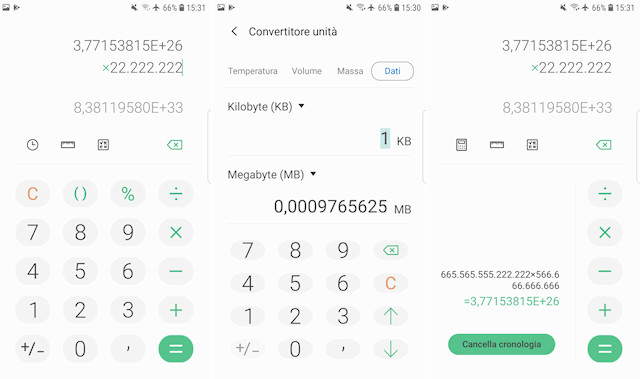 66% 15:31
3,77153815E+26
×22.222.222
8,38119580E+33
C ( ) % ÷
7 8 9 ×
4 5 6 −
1 2 3 +
+/− 0 , =
66% 15:30
Convertitore unità
Temperatura Volume Massa Dati
Kilobyte (KB)
1 KB
Megabyte (MB)
0,0009765625 MB
7 8 9
4 5 6 C
1 2 3 ↑
+/− 0 , ↓
66% 15:31
3,77153815E+26
×22.222.222
8,38119580E+33
÷
×
−
665.565.555.222.222×566.6
66.666.666
=3,77153815E+26
+
Cancella cronologia
=